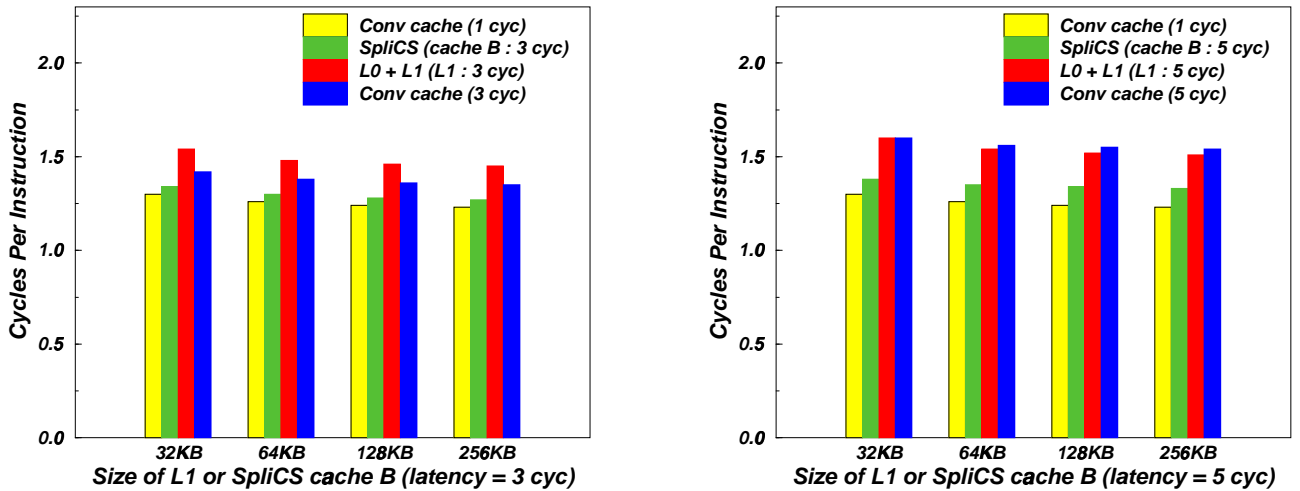 Conv cache (1 cyc)
SpliCS (cache B : 3 cyc)
L0 + L1 (L1 : 3 cyc)
Conv cache (3 cyc)
2.0
1.5
1.0
0.5
0.0
Cycles Per Instruction
32KB 64KB 128KB 256KB
Size of L1 or SpliCS cache B (latency = 3 cyc)
Conv cache (1 cyc)
SpliCS (cache B : 5 cyc)
L0 + L1 (L1 : 5 cyc)
Conv cache (5 cyc)
2.0
1.5
1.0
0.5
0.0
Cycles Per Instruction
32KB 64KB 128KB 256KB
Size of L1 or SpliCS cache B (latency = 5 cyc)